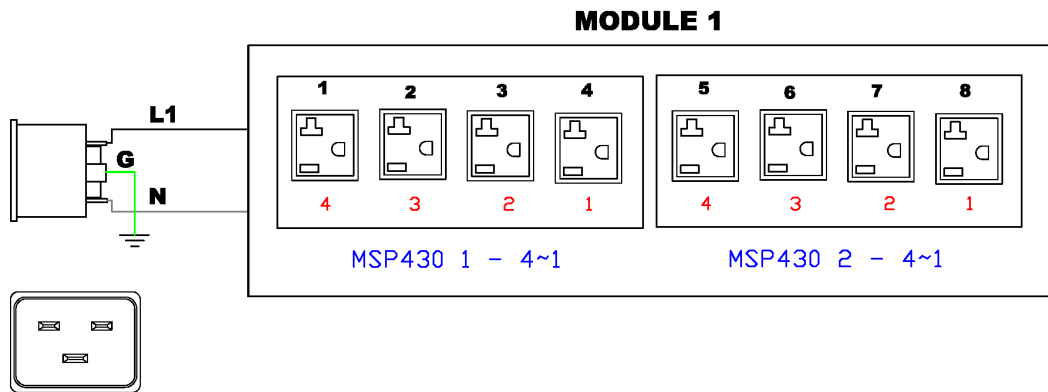 MODULE 1
1 2 3 4 5 6 7 8
L1
G
N
4 3 2 1 4 3 2 1
MSP430 1 - 4~1 MSP430 2 - 4~1